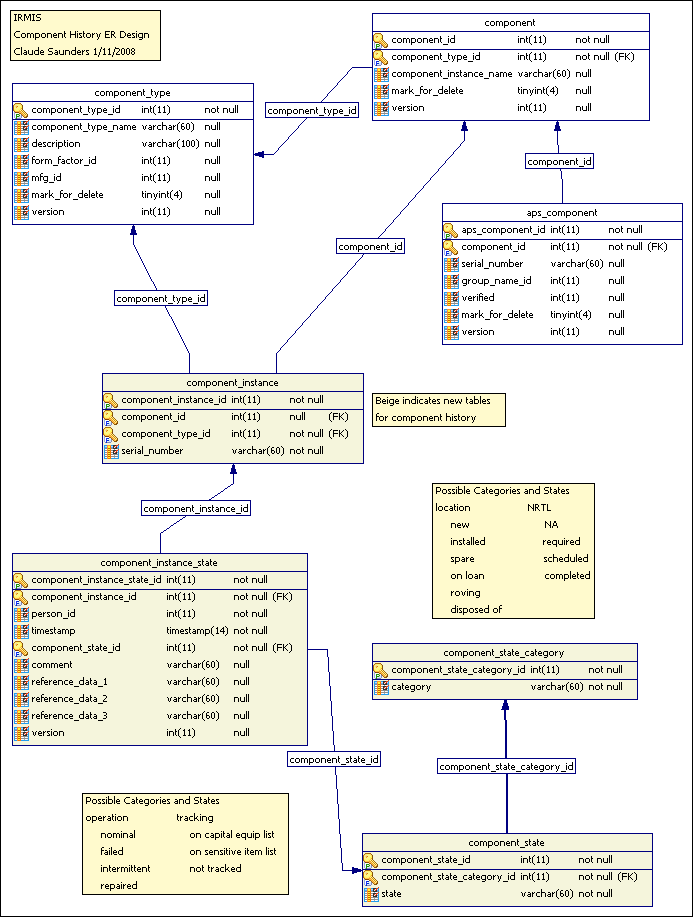 IRMIS
Component History ER Design
Claude Saunders 1/11/2008
component
component_id int(11) not null
component_type_id int(11) not null (FK)
component_instance_name varchar(60) null
mark_for_delete tinyint(4) null
version int(11) null
component_type
component_type_id int(11) not null
component_type_name varchar(60) null
description varchar(100) null
form_factor_id int(11) null
mfg_id int(11) null
mark_for_delete tinyint(4) null
version int(11) null
component_type_id
component_id
aps_component
aps_component_id int(11) not null
component_id int(11) not null (FK)
serial_number varchar(60) null
group_name_id int(11) null
verified int(11) null
mark_for_delete tinyint(4) null
version int(11) null
component_id
component_type_id
component_instance
component_instance_id int(11) not null
component_id int(11) null (FK)
component_type_id int(11) not null (FK)
serial_number varchar(60) not null
Beige indicates new tables
for component history
component_instance_id
Possible Categories and States
location NRTL
new NA
installed required
spare scheduled
on loan completed
roving
disposed of
component_instance_state
component_instance_state_id int(11) not null
component_instance_id int(11) not null (FK)
person_id int(11) not null
timestamp timestamp(14) not null
component_state_id int(11) not null (FK)
comment varchar(60) null
reference_data_1 varchar(60) null
reference_data_2 varchar(60) null
reference_data_3 varchar(60) null
version int(11) null
component_state_category
component_state_category_id int(11) not null
category varchar(60) not null
component_state_id
component_state_category_id
Possible Categories and States
operation tracking
nominal on capital equip list
failed on sensitive item list
intermittent not tracked
repaired
component_state
component_state_id int(11) not null
component_state_category_id int(11) not null (FK)
state varchar(60) not null